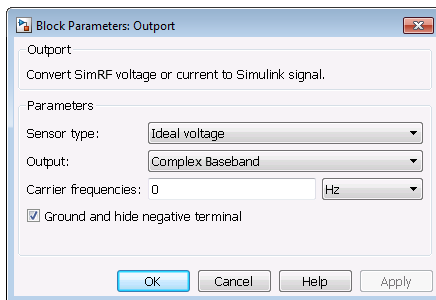 Block Parameters: Outport
Outport
Convert SimRF voltage or current to Simulink signal.
Parameters
Sensor type: Ideal voltage
Output: Complex Baseband
Carrier frequencies: 0 Hz
Ground and hide negative terminal
OK Cancel Help Apply